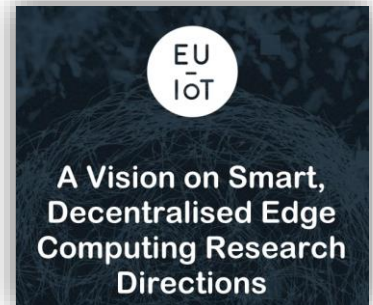 EU
-
IoT
A Vision on Smart,
Decentralised Edge
Computing Research
Directions